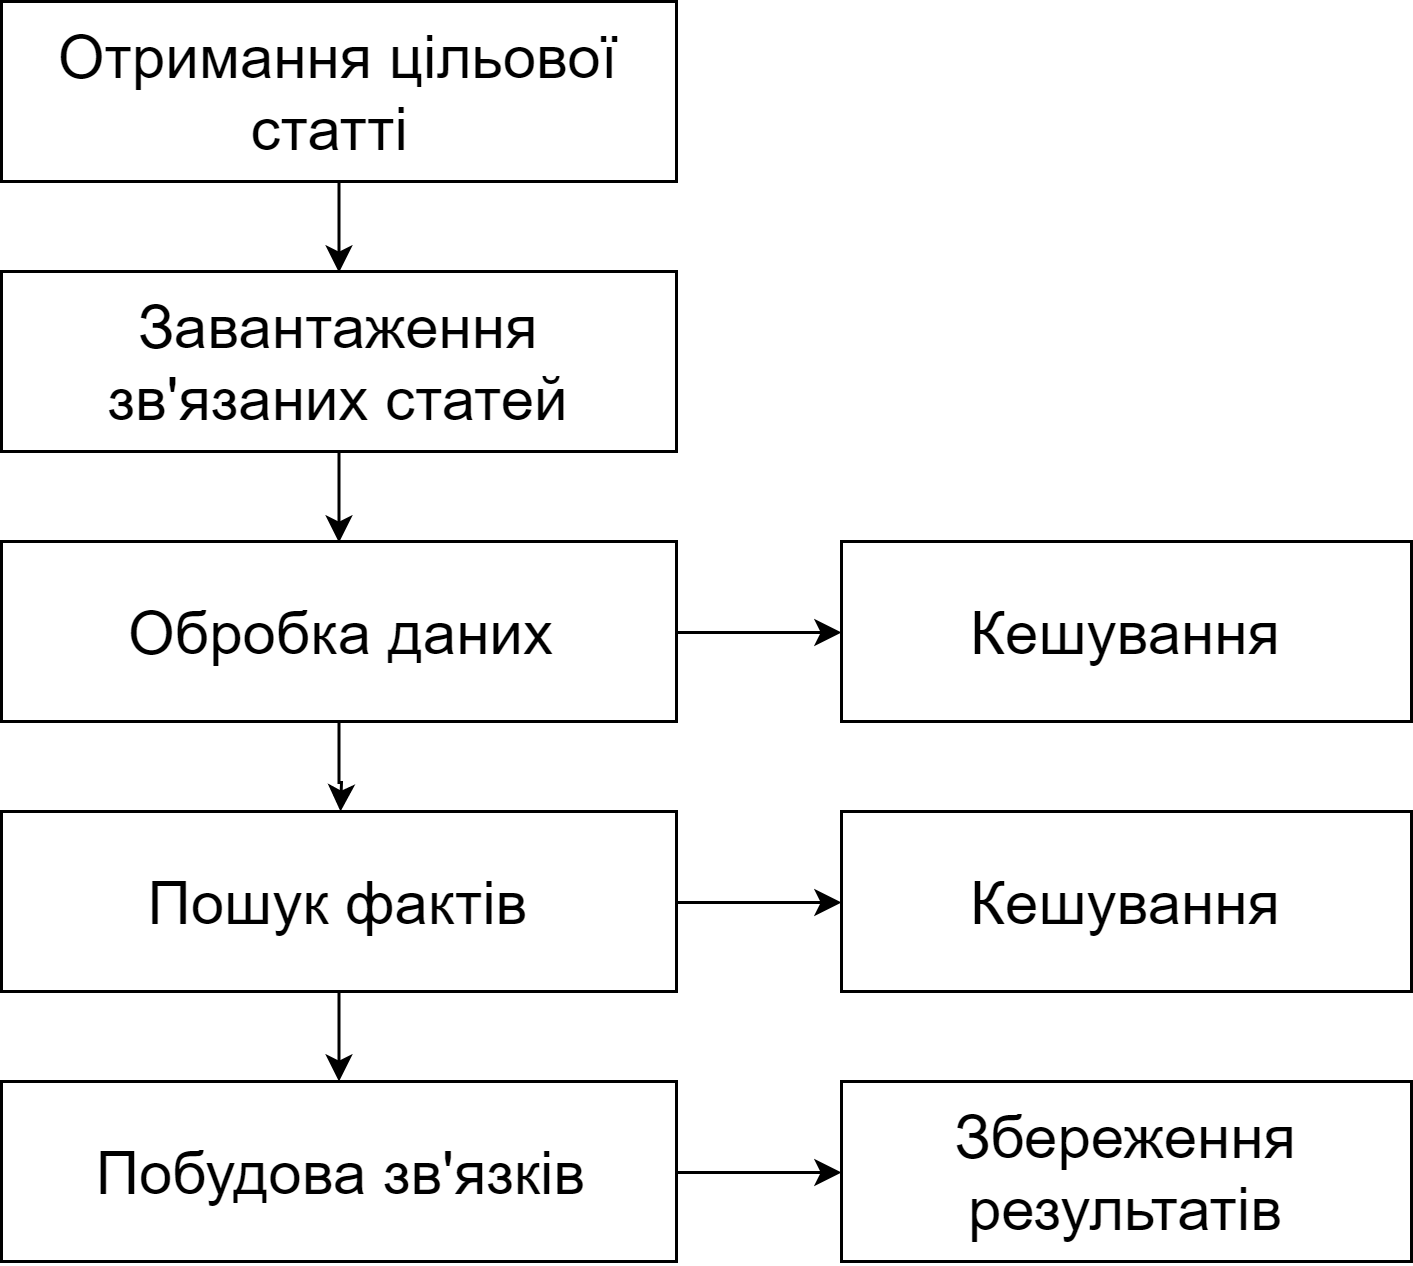 Отримання цільової
статті
Завантаження
зв'язаних статей
Обробка даних
Кешування
Пошук фактів
Кешування
Побудова зв'язків
Збереження
результатів